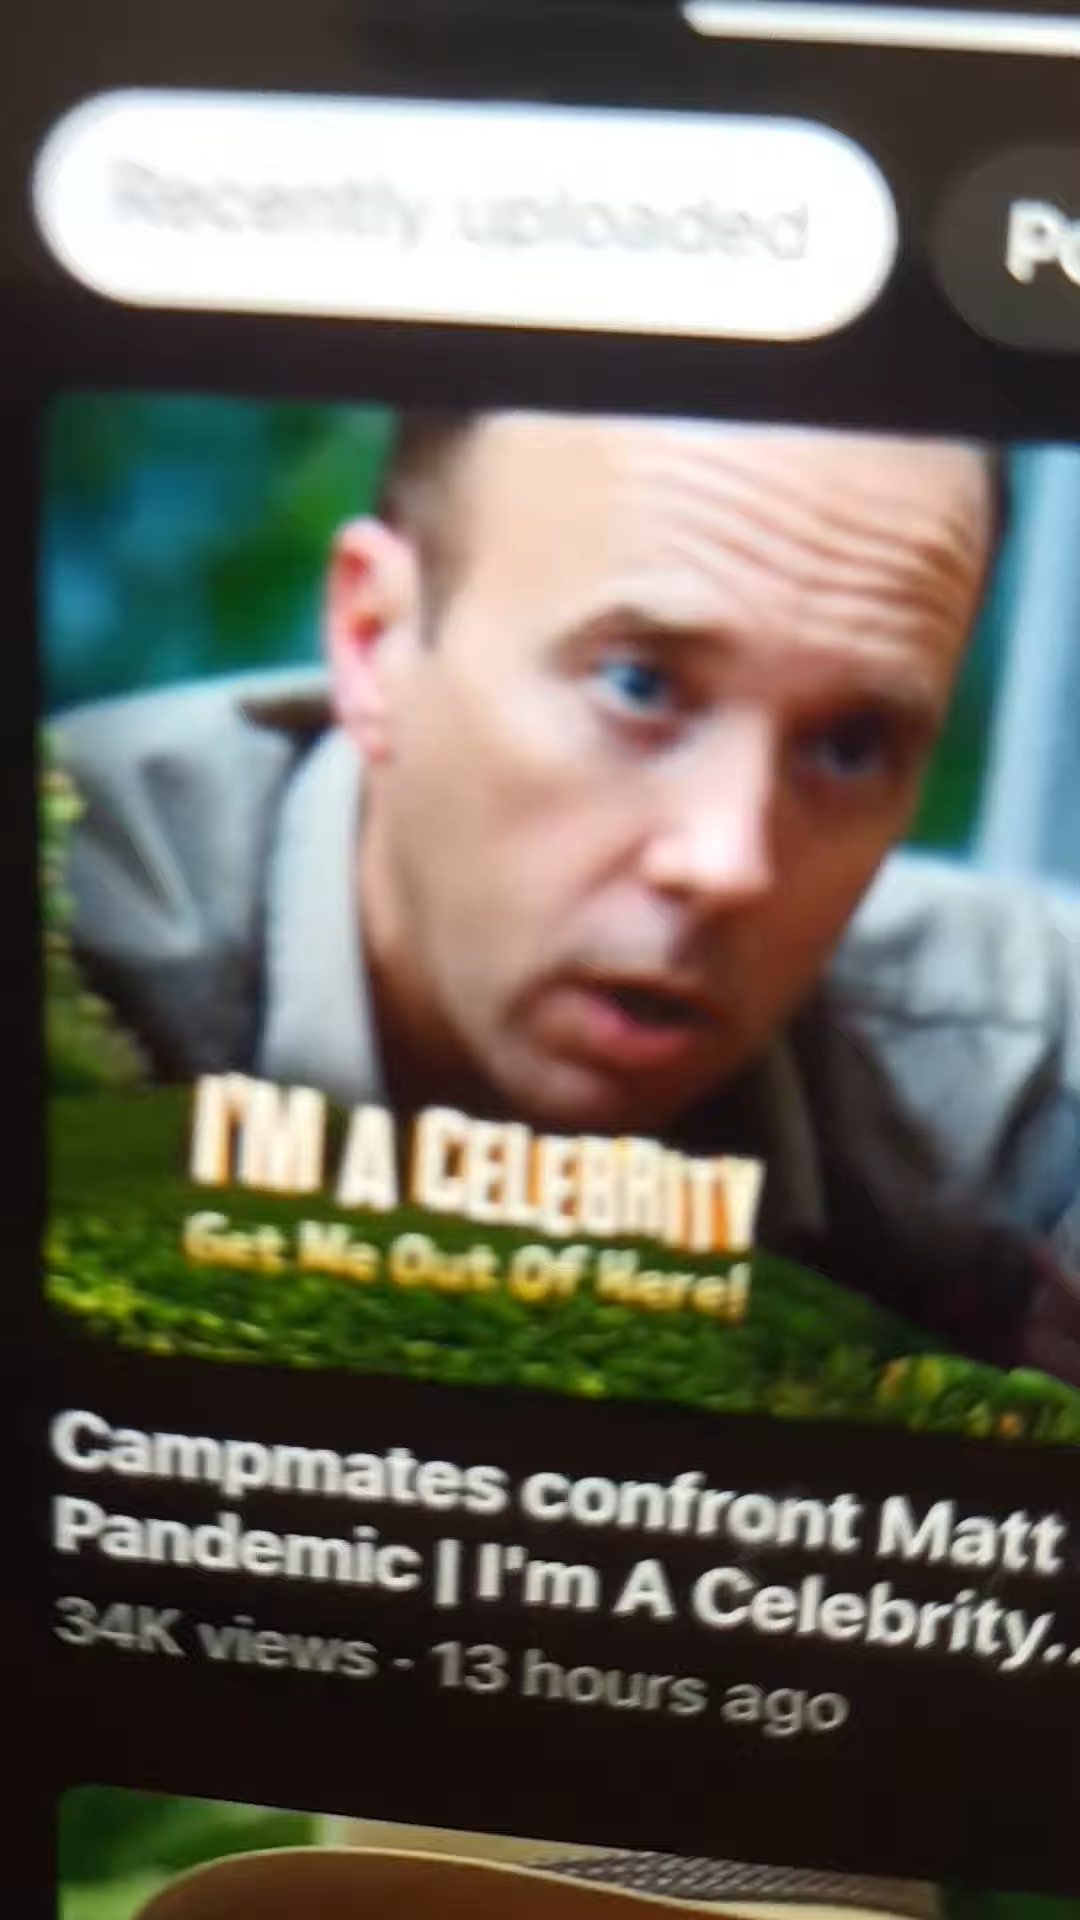 Recently uploaded
I'M A CELEBRITY
Get Me Out Of Here!
Campmates confront Matt
Pandemic | I'm A Celebrity..
34K views · 13 hours ago